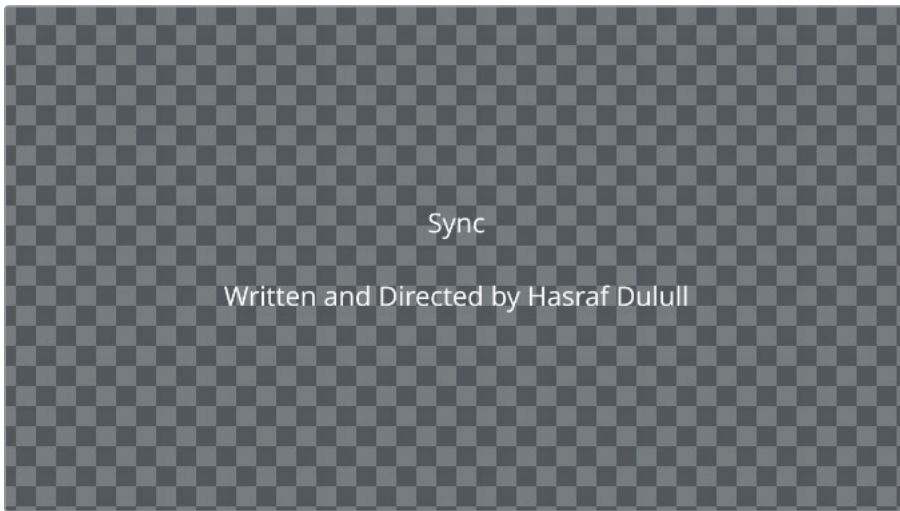 Sync
Written and Directed by Hasraf Dulull